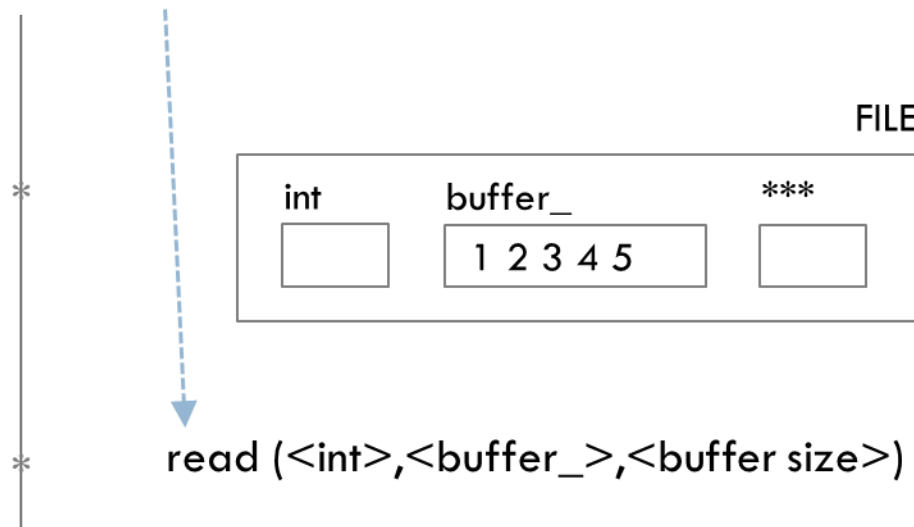 FILE
int buffer_ ***
1 2 3 4 5
read (<int>,<buffer_>,<buffer size>)